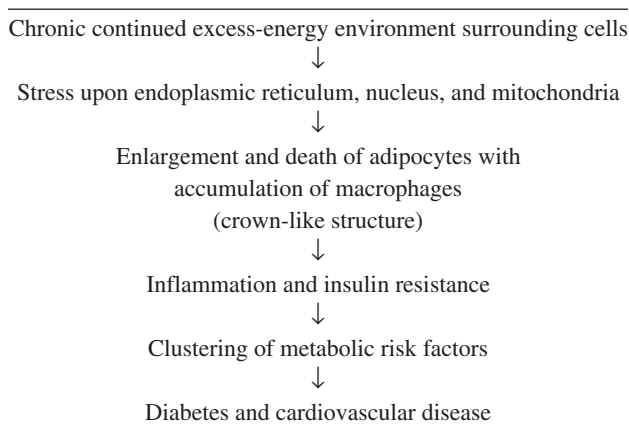 Chronic continued excess-energy environment surrounding cells
↓
Stress upon endoplasmic reticulum, nucleus, and mitochondria
↓
Enlargement and death of adipocytes with
accumulation of macrophages
(crown-like structure)
↓
Inflammation and insulin resistance
↓
Clustering of metabolic risk factors
↓
Diabetes and cardiovascular disease